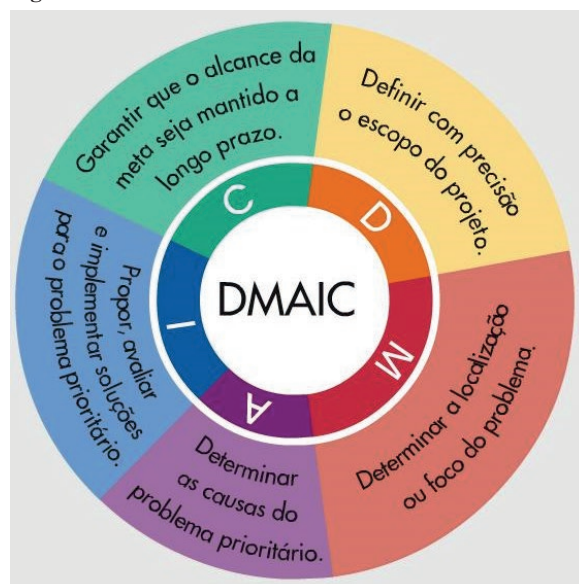 DMAIC
D
Definir com precisão
o escopo do projeto.
M
Determinar a localização
ou foco do problema.
A
Determinar
as causas do
problema prioritário.
I
Propor, avaliar
e implementar soluções
para o problema prioritário.
C
Garantir que o alcance da
meta seja mantido a
longo prazo.